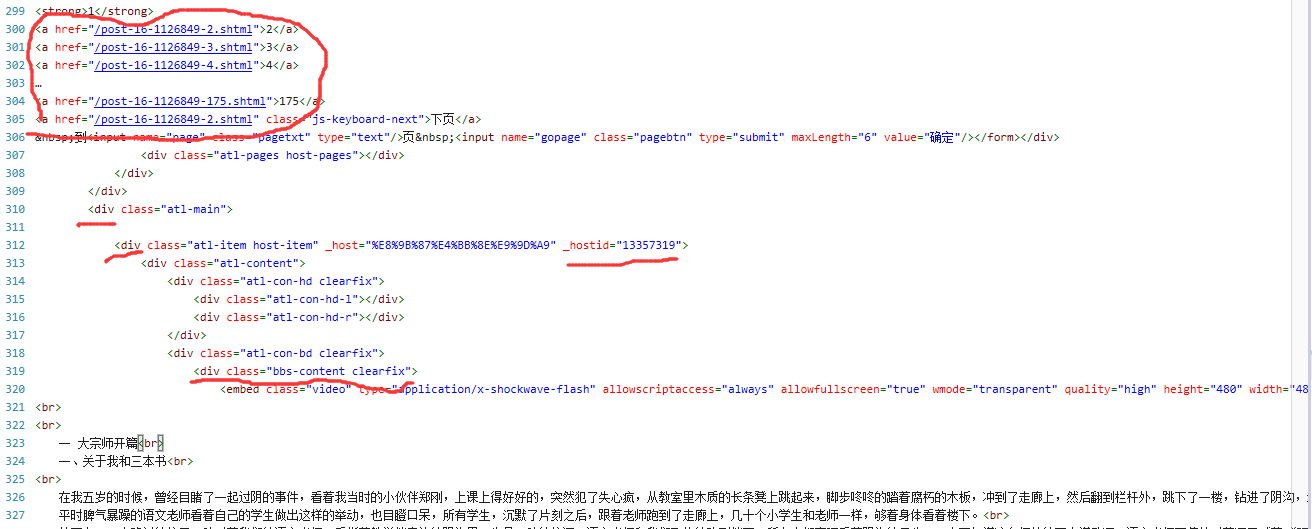 299 <strong>1</strong>
300 <a href="/post-16-1126849-2.shtml">2</a>
301 <a href="/post-16-1126849-3.shtml">3</a>
302 <a href="/post-16-1126849-4.shtml">4</a>
303 …
304 <a href="/post-16-1126849-175.shtml">175</a>
305 <a href="/post-16-1126849-2.shtml" class="js-keyboard-next">下页</a>
306 &nbsp;到<input name="page" class="pagetxt" type="text"/>页&nbsp;<input name="gopage" class="pagebtn" type="submit" maxLength="6" value="确定"/></form></div>
307 <div class="atl-pages host-pages"></div>
308 </div>
309 </div>
310 <div class="atl-main">
311
312 <div class="atl-item host-item" _host="%E8%9B%87%E4%BB%8E%E9%9D%A9" _hostid="13357319">
313 <div class="atl-content">
314 <div class="atl-con-hd clearfix">
315 <div class="atl-con-hd-l"></div>
316 <div class="atl-con-hd-r"></div>
317 </div>
318 <div class="atl-con-bd clearfix">
319 <div class="bbs-content clearfix">
320 <embed class="video" type="application/x-shockwave-flash" allowscriptaccess="always" allowfullscreen="true" wmode="transparent" quality="high" height="480" width="48
321 <br>
322 <br>
323 一 大宗师开篇<br>
324 一、关于我和三本书<br>
325 <br>
326 在我五岁的时候，曾经目睹了一起过阴的事件，看着我当时的小伙伴郑刚，上课上得好好的，突然犯了失心疯，从教室里木质的长条凳上跳起来，脚步咚咚的踏着腐朽的木板，冲到了走廊上，然后翻到栏杆外，跳下了一楼，钻进了阴沟，
327 平时脾气暴躁的语文老师看着自己的学生做出这样的举动，也目瞪口呆，所有学生，沉默了片刻之后，跟着老师跑到了走廊上，几十个小学生和老师一样，够着身体看着楼下。<br>